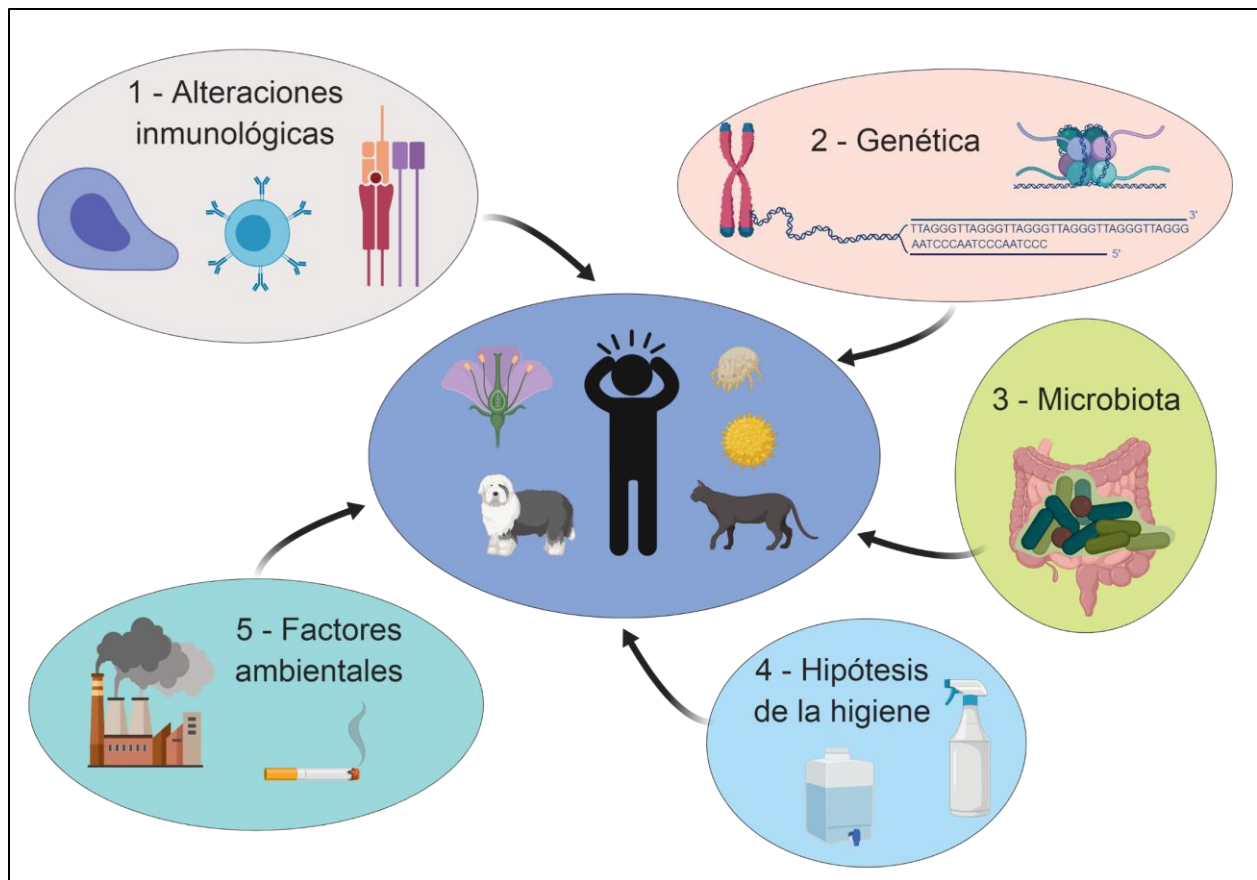 1 - Alteraciones
inmunológicas
2 - Genética
3'
TTAGGGTTAGGGTTAGGGTTAGGGTTAGGGTTAGGG
AATCCCAATCCCAATCCC
5'
3 - Microbiota
4 - Hipótesis
de la higiene
5 - Factores
ambientales